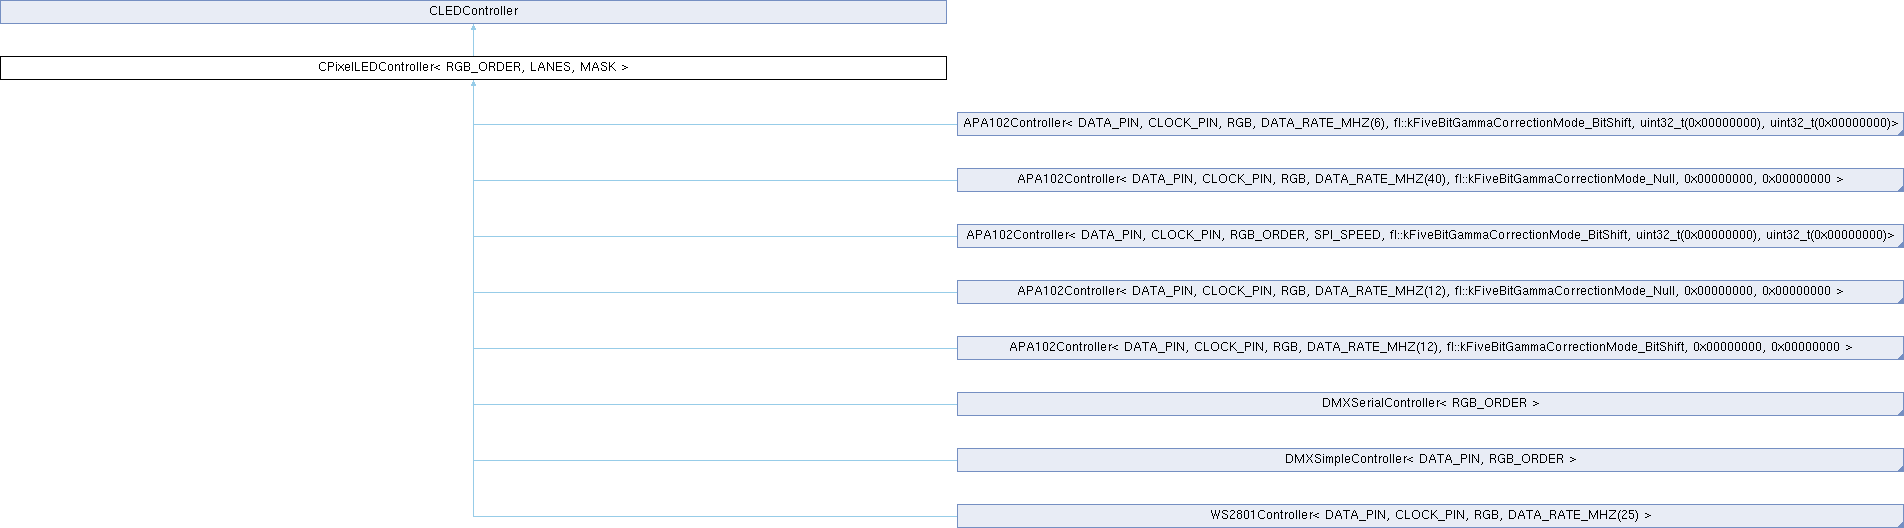 CLEDController
CPixelLEDController< RGB_ORDER, LANES, MASK >
APA102Controller< DATA_PIN, CLOCK_PIN, RGB, DATA_RATE_MHZ(6), fl::kFiveBitGammaCorrectionMode_BitShift, uint32_t(0x00000000), uint32_t(0x00000000)>
APA102Controller< DATA_PIN, CLOCK_PIN, RGB, DATA_RATE_MHZ(40), fl::kFiveBitGammaCorrectionMode_Null, 0x00000000, 0x00000000 >
APA102Controller< DATA_PIN, CLOCK_PIN, RGB_ORDER, SPI_SPEED, fl::kFiveBitGammaCorrectionMode_BitShift, uint32_t(0x00000000), uint32_t(0x00000000)>
APA102Controller< DATA_PIN, CLOCK_PIN, RGB, DATA_RATE_MHZ(12), fl::kFiveBitGammaCorrectionMode_Null, 0x00000000, 0x00000000 >
APA102Controller< DATA_PIN, CLOCK_PIN, RGB, DATA_RATE_MHZ(12), fl::kFiveBitGammaCorrectionMode_BitShift, 0x00000000, 0x00000000 >
DMXSerialController< RGB_ORDER >
DMXSimpleController< DATA_PIN, RGB_ORDER >
WS2801Controller< DATA_PIN, CLOCK_PIN, RGB, DATA_RATE_MHZ(25) >